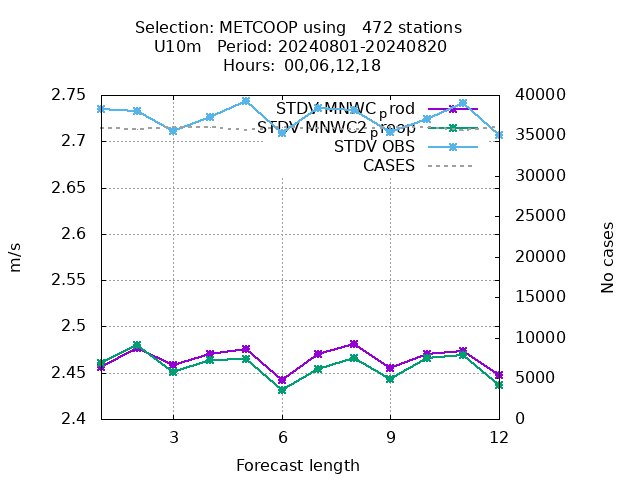 Selection: METCOOP using   472 stations
U10m   Period: 20240801-20240820
Hours: 00,06,12,18
2.75
2.7
2.65
2.6
2.55
2.5
2.45
2.4
40000
35000
30000
25000
20000
15000
10000
5000
0
STDV MNWCprod
STDV MNWC2preop
STDV OBS
CASES
m/s
No cases
3
6
9
12
Forecast length